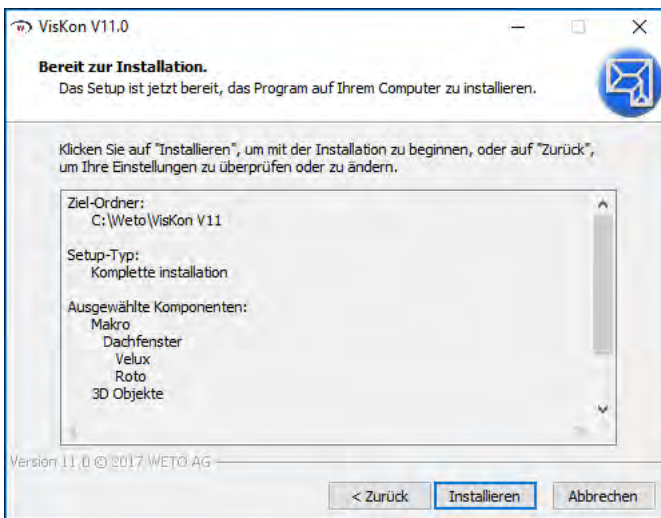 VisKon V11.0
Bereit zur Installation.
Das Setup ist jetzt bereit, das Program auf Ihrem Computer zu installieren.
Klicken Sie auf "Installieren", um mit der Installation zu beginnen, oder auf "Zurück",
um Ihre Einstellungen zu überprüfen oder zu ändern.
Ziel-Ordner:
C:\Weto\VisKon V11
Setup-Typ:
Komplette installation
Ausgewählte Komponenten:
Makro
Dachfenster
Velux
Roto
3D Objekte
Version 11.0 © 2017 WETO AG
< Zurück
Installieren
Abbrechen